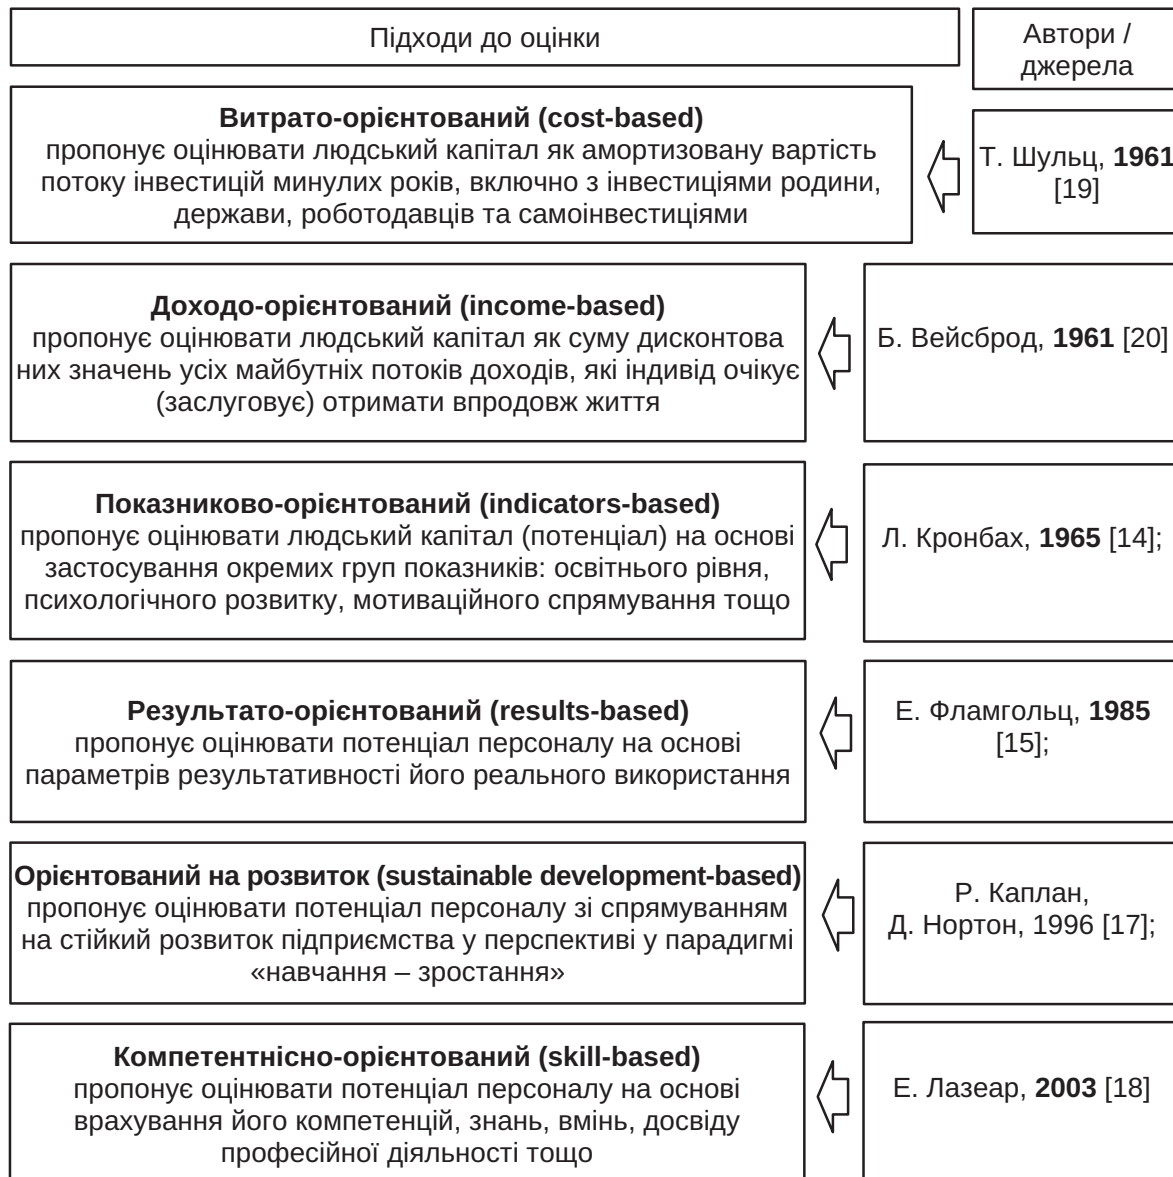 Підходи до оцінки
Автори /
джерела
Витрато-орієнтований (cost-based)
пропонує оцінювати людський капітал як амортизовану вартість
потоку інвестицій минулих років, включно з інвестиціями родини,
держави, роботодавців та самоінвестиціями
Т. Шульц, 1961
[19]
Доходо-орієнтований (income-based)
пропонує оцінювати людський капітал як суму дисконтова
них значень усіх майбутніх потоків доходів, які індивід очікує
(заслуговує) отримати впродовж життя
Б. Вейсброд, 1961 [20]
Показниково-орієнтований (indicators-based)
пропонує оцінювати людський капітал (потенціал) на основі
застосування окремих груп показників: освітнього рівня,
психологічного розвитку, мотиваційного спрямування тощо
Л. Кронбах, 1965 [14];
Результато-орієнтований (results-based)
пропонує оцінювати потенціал персоналу на основі
параметрів результативності його реального використання
Е. Фламгольц, 1985
[15];
Орієнтований на розвиток (sustainable development-based)
пропонує оцінювати потенціал персоналу зі спрямуванням
на стійкий розвиток підприємства у перспективі у парадигмі
«навчання – зростання»
Р. Каплан,
Д. Нортон, 1996 [17];
Компетентнісно-орієнтований (skill-based)
пропонує оцінювати потенціал персоналу на основі
врахування його компетенцій, знань, вмінь, досвіду
професійної діяльності тощо
Е. Лазеар, 2003 [18]